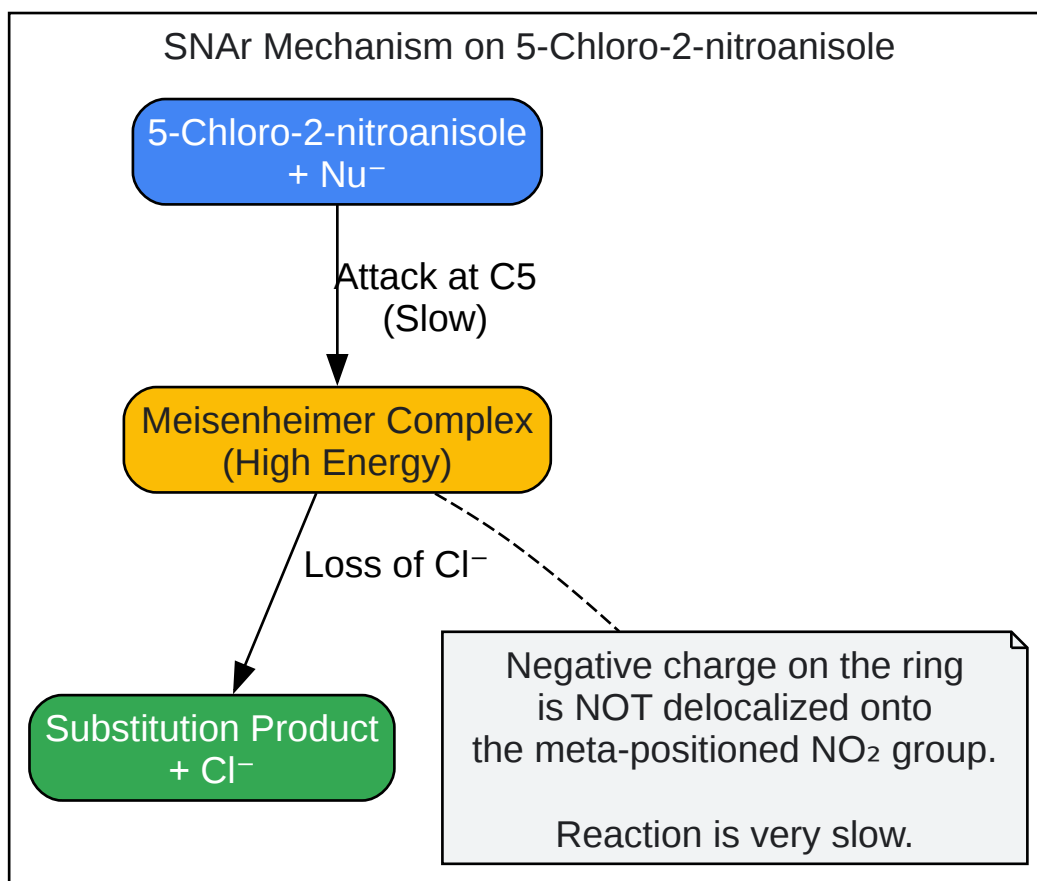 SNAr Mechanism on 5-Chloro-2-nitroanisole
5-Chloro-2-nitroanisole
+ Nu⁻
Attack at C5
(Slow)
Meisenheimer Complex
(High Energy)
Loss of Cl⁻
Substitution Product
+ Cl⁻
Negative charge on the ring
is NOT delocalized onto
the meta-positioned NO₂ group.
Reaction is very slow.